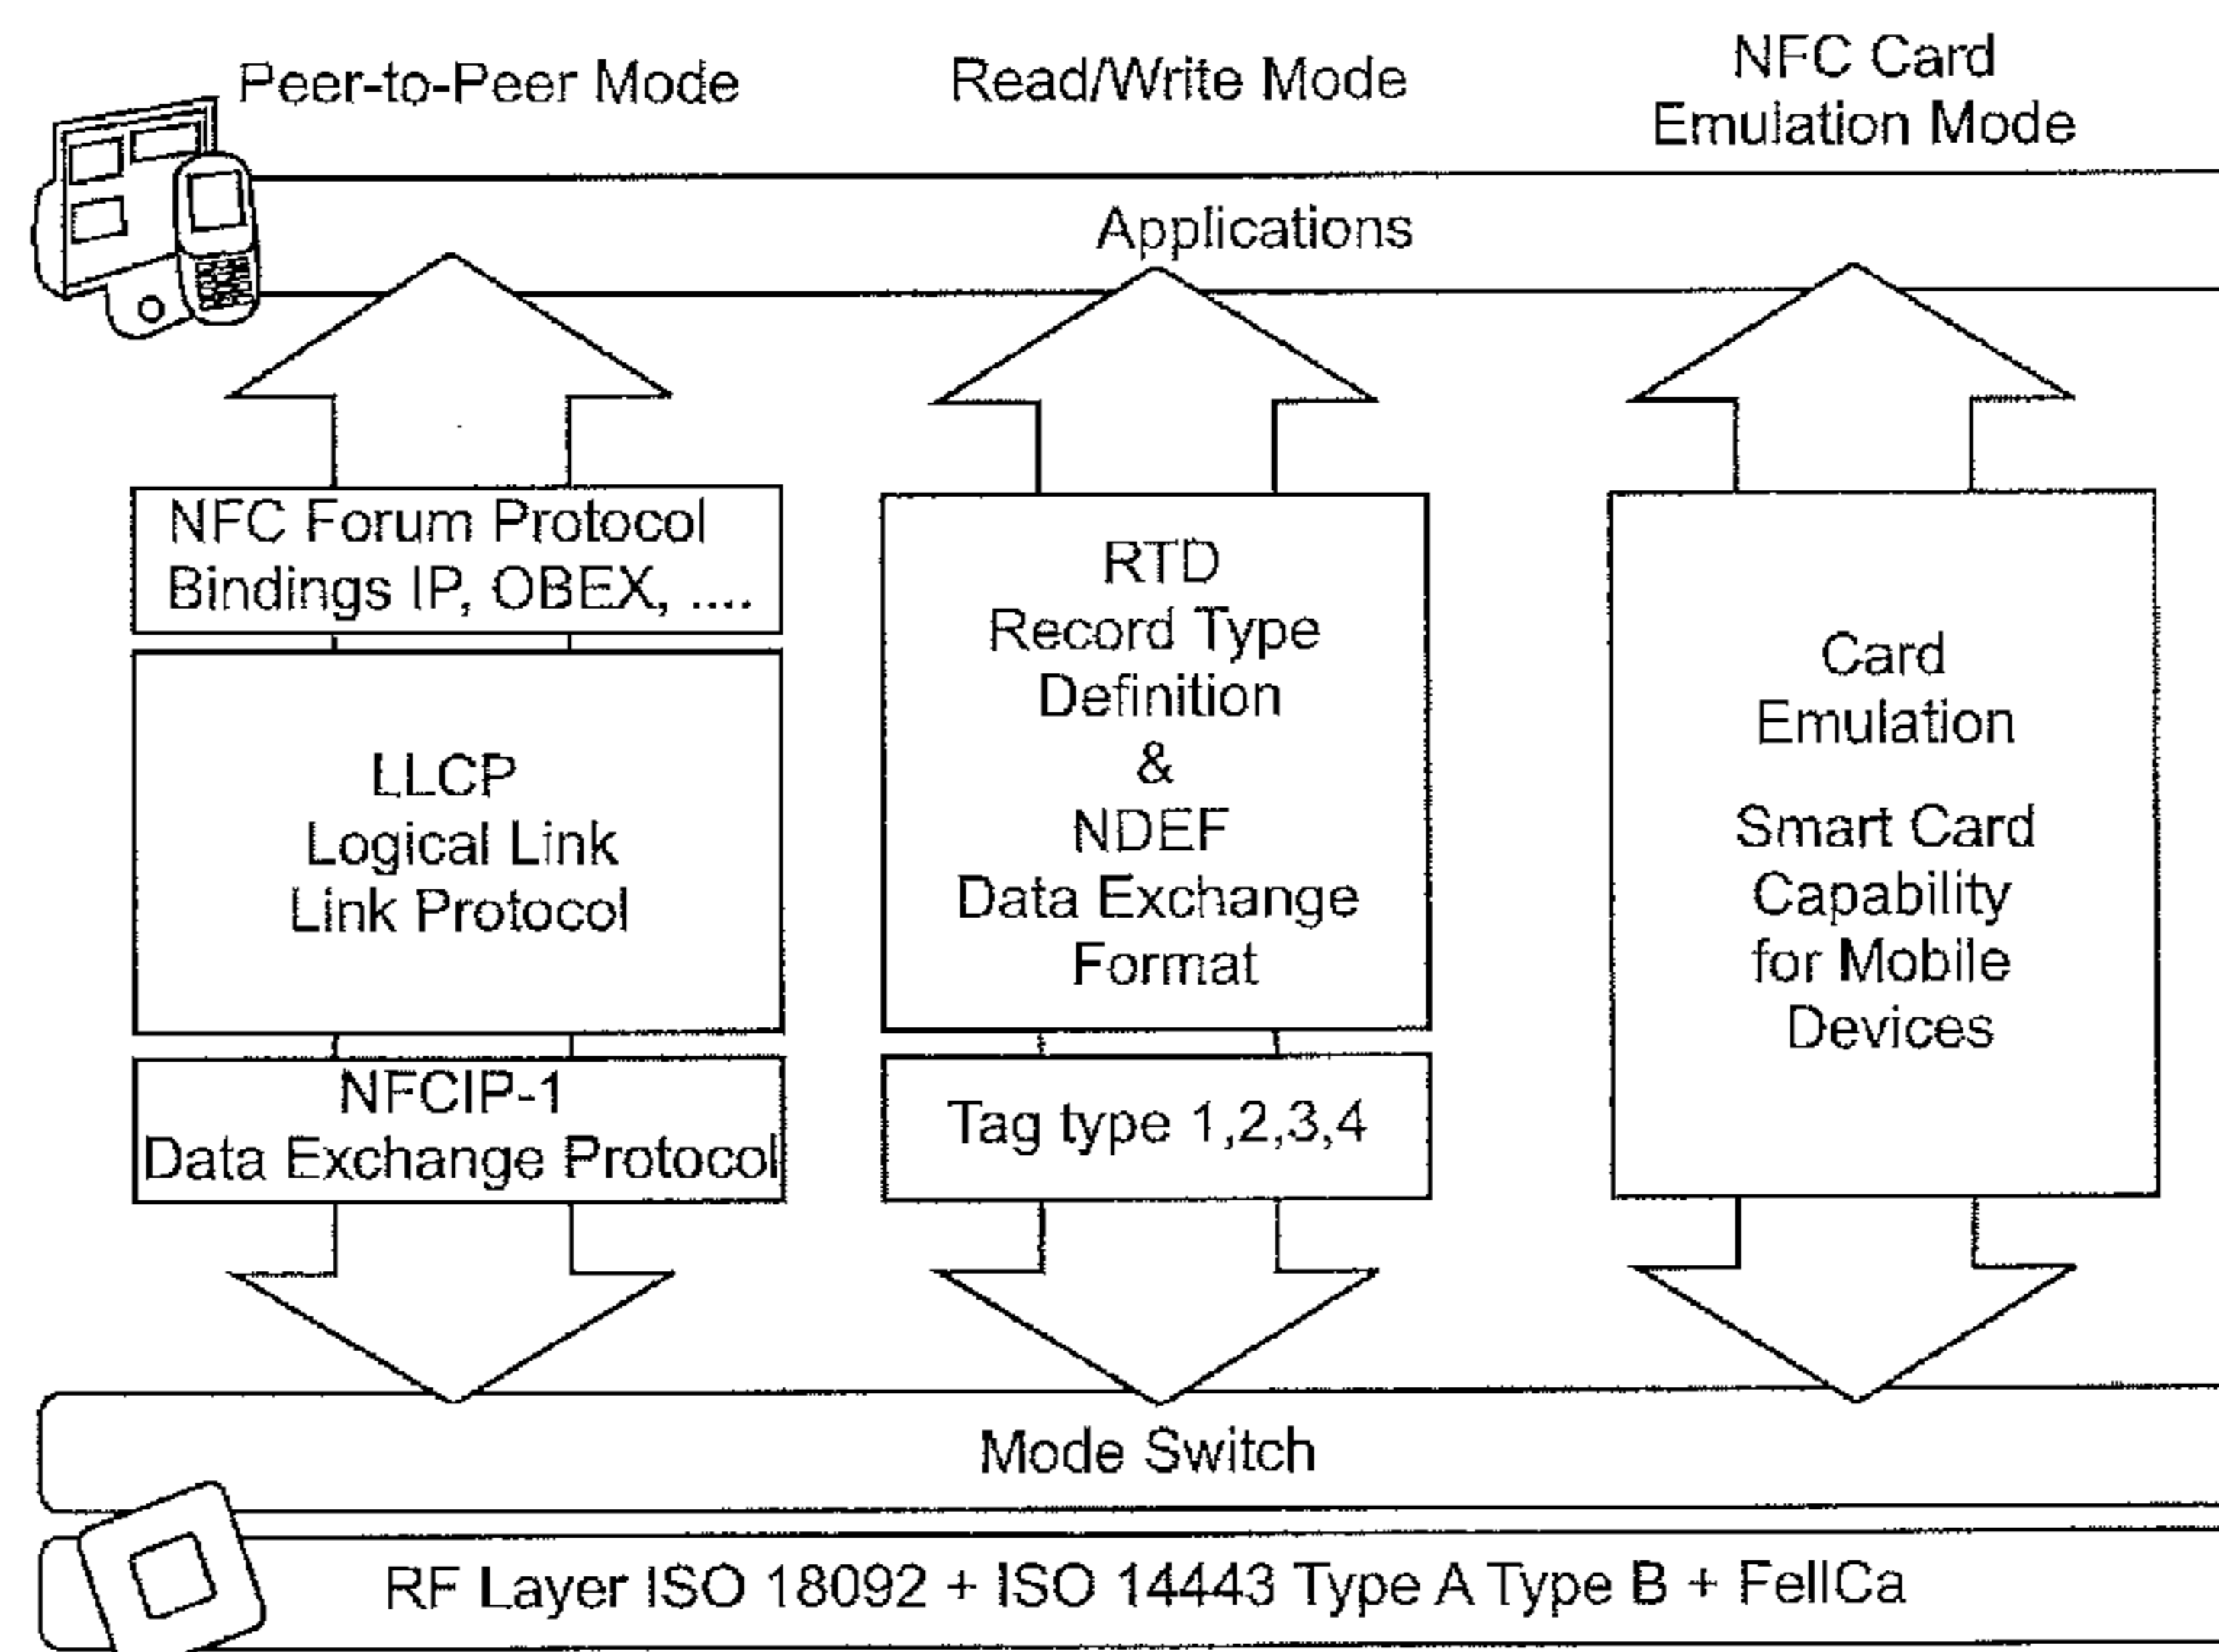 Peer-to-Peer Mode
Read/Write Mode
NFC Card
Emulation Mode
Applications
NFC Forum Protocol
Bindings IP, OBEX, ....
LLCP
Logical Link
Link Protocol
NFCIP-1
Data Exchange Protocol
RTD
Record Type
Definition
&
NDEF
Data Exchange
Format
Tag type 1,2,3,4
Card
Emulation
Smart Card
Capability
for Mobile
Devices
Mode Switch
RF Layer ISO 18092 + ISO 14443 Type A Type B + FellCa